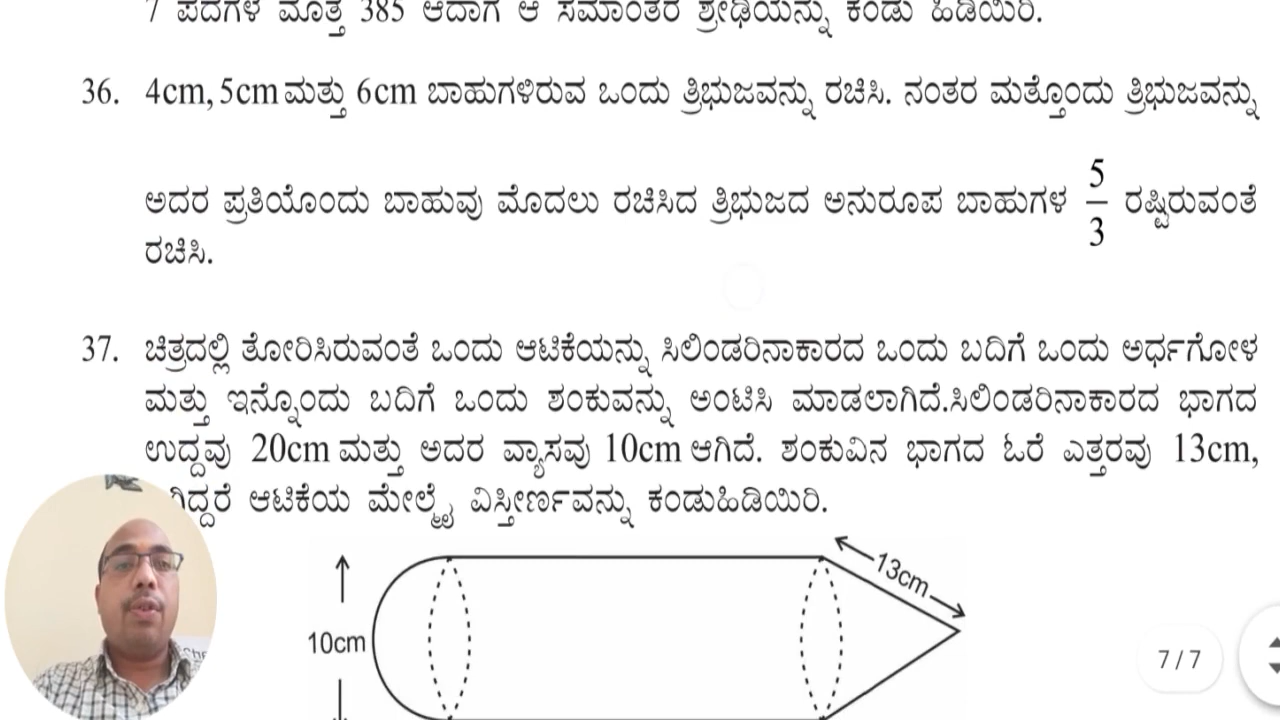 7 ಪದಗಳ ಮೊತ್ತ 385 ಆದಾಗ ಆ ಸಮಾಂತರ ಶ್ರೇಢಿಯನ್ನು ಕಂಡು ಹಿಡಿಯಿರಿ.
36. 4cm, 5cm ಮತ್ತು 6cm ಬಾಹುಗಳಿರುವ ಒಂದು ತ್ರಿಭುಜವನ್ನು ರಚಿಸಿ. ನಂತರ ಮತ್ತೊಂದು ತ್ರಿಭುಜವನ್ನು
ಅದರ ಪ್ರತಿಯೊಂದು ಬಾಹುವು ಮೊದಲು ರಚಿಸಿದ ತ್ರಿಭುಜದ ಅನುರೂಪ ಬಾಹುಗಳ 5/3 ರಷ್ಟಿರುವಂತೆ
ರಚಿಸಿ.
37. ಚಿತ್ರದಲ್ಲಿ ತೋರಿಸಿರುವಂತೆ ಒಂದು ಆಟಿಕೆಯನ್ನು ಸಿಲಿಂಡರಿನಾಕಾರದ ಒಂದು ಬದಿಗೆ ಒಂದು ಅರ್ಧಗೋಳ
ಮತ್ತು ಇನ್ನೊಂದು ಬದಿಗೆ ಒಂದು ಶಂಕುವನ್ನು ಅಂಟಿಸಿ ಮಾಡಲಾಗಿದೆ.ಸಿಲಿಂಡರಿನಾಕಾರದ ಭಾಗದ
ಉದ್ದವು 20cm ಮತ್ತು ಅದರ ವ್ಯಾಸವು 10cm ಆಗಿದೆ. ಶಂಕುವಿನ ಭಾಗದ ಓರೆ ಎತ್ತರವು 13cm,
ಆಟಿಕೆಯ ಮೇಲ್ಮೈ ವಿಸ್ತೀರ್ಣವನ್ನು ಕಂಡುಹಿಡಿಯಿರಿ.
13cm
10cm
7 / 7